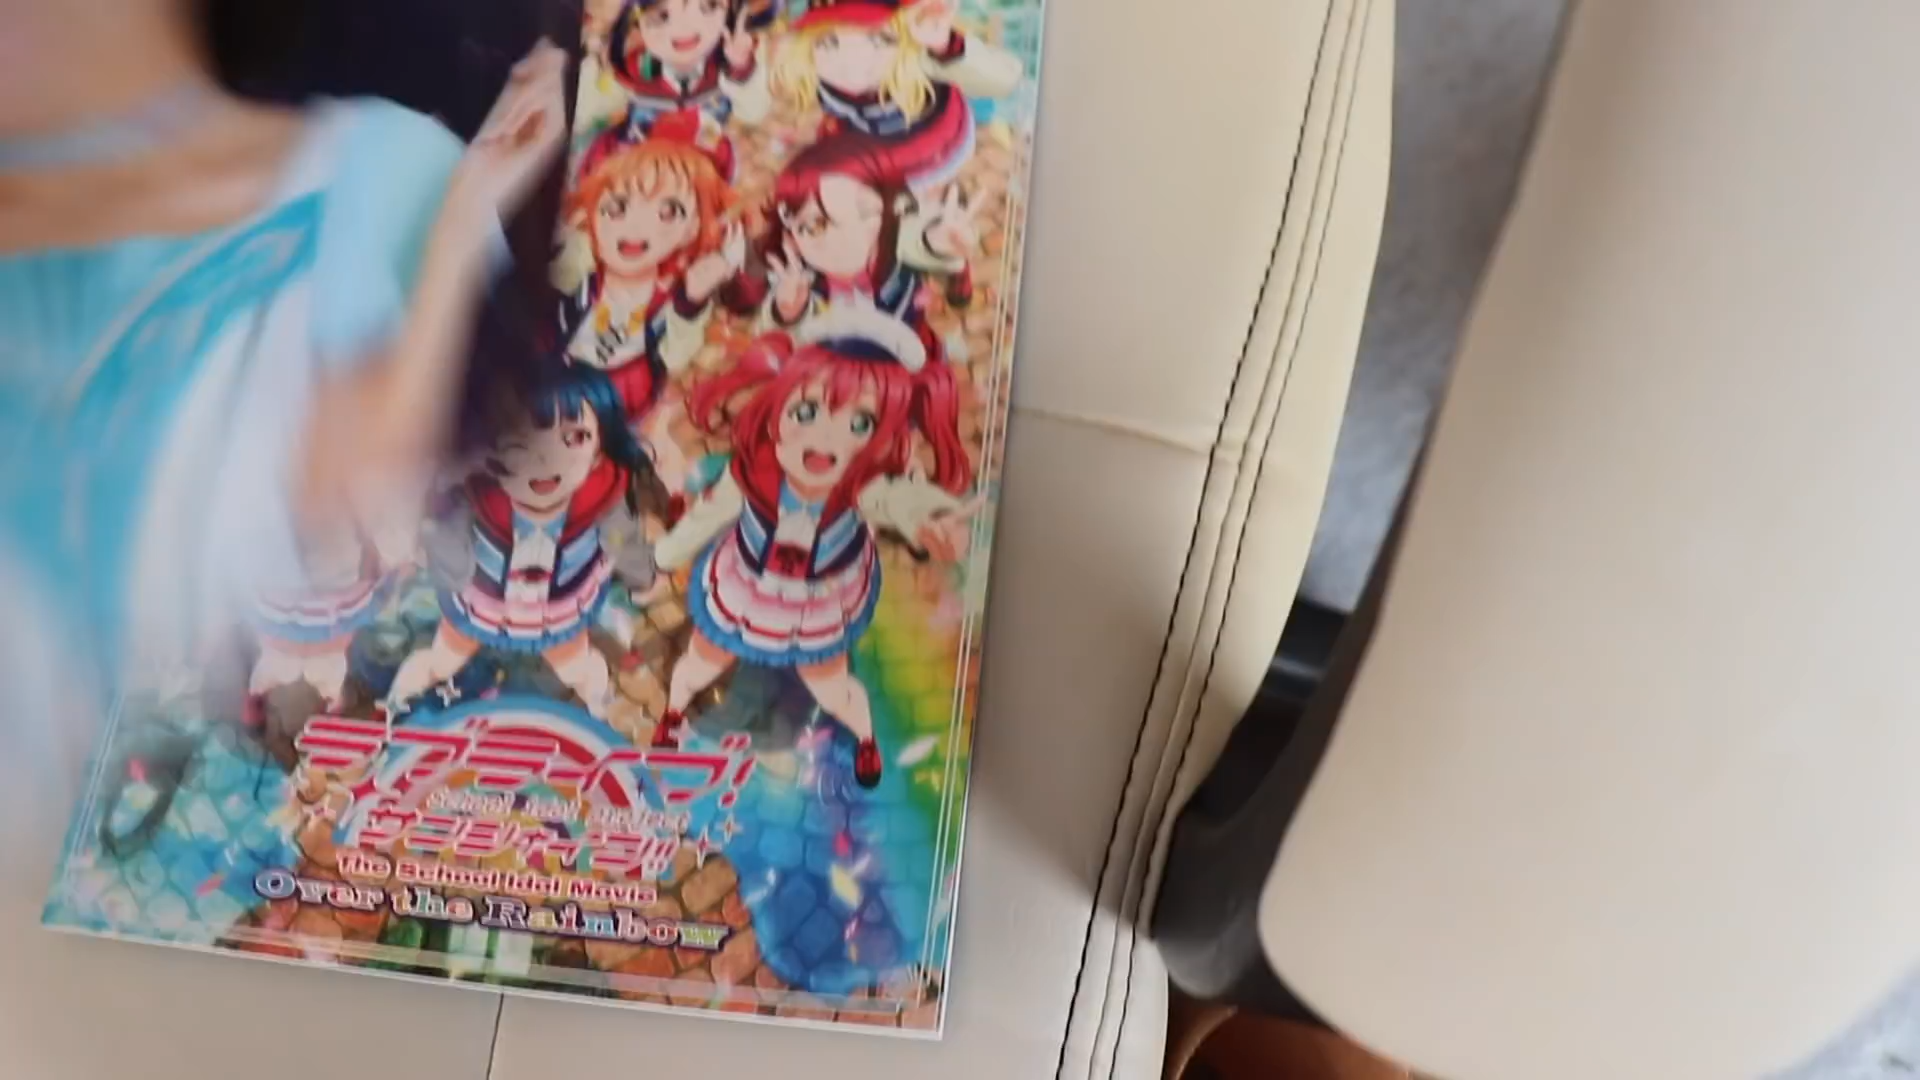 ラブライブ!
School idol project
サンシャイン!!
The School Idol Movie
Over the Rainbow